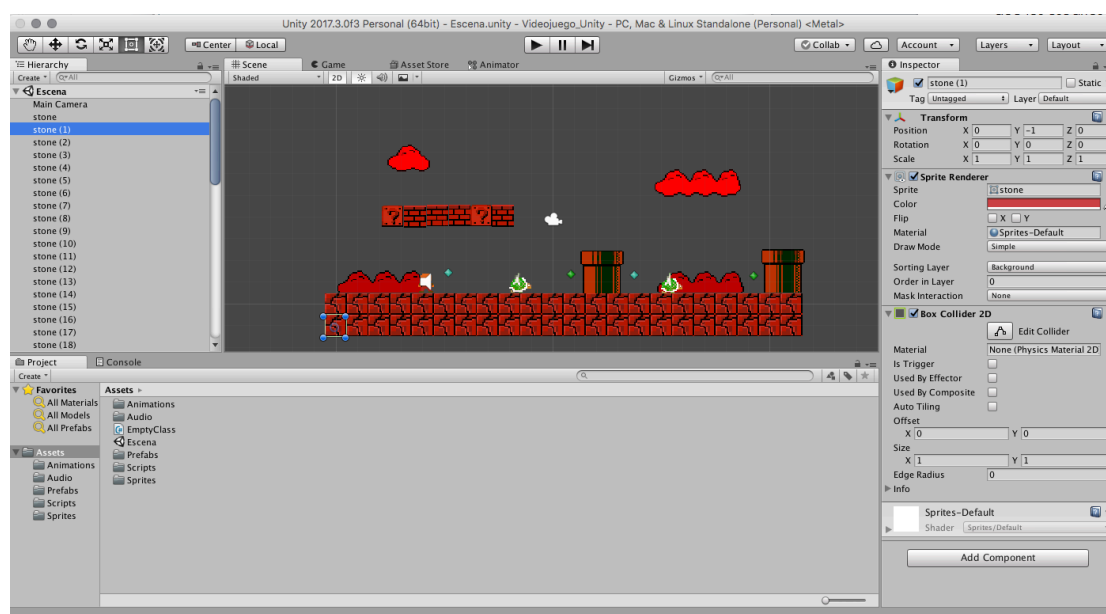 Unity 2017.3.0f3 Personal (64bit) - Escena.unity - Videojuego_Unity - PC, Mac & Linux Standalone (Personal) <Metal>
Center Local Collab Account Layers Layout
Hierarchy
Create All
Escena
Main Camera
stone
stone (1)
stone (2)
stone (3)
stone (4)
stone (5)
stone (6)
stone (7)
stone (8)
stone (9)
stone (10)
stone (11)
stone (12)
stone (13)
stone (14)
stone (15)
stone (16)
stone (17)
stone (18)
Scene Game Asset Store Animator
Shaded 2D Gizmos All
? ?
Inspector
stone (1) Static
Tag Untagged Layer Default
Transform
Position X 0 Y -1 Z 0
Rotation X 0 Y 0 Z 0
Scale X 1 Y 1 Z 1
Sprite Renderer
Sprite stone
Color
Flip X Y
Material Sprites-Default
Draw Mode Simple
Sorting Layer Background
Order in Layer 0
Mask Interaction None
Box Collider 2D
Edit Collider
Material None (Physics Material 2D
Is Trigger
Used By Effector
Used By Composite
Auto Tiling
Offset
X 0 Y 0
Size
X 1 Y 1
Edge Radius 0
Info
Sprites-Default
Shader Sprites/Default
Add Component
Project Console
Create
Favorites
All Materials
All Models
All Prefabs
Assets
Animations
Audio
Prefabs
Scripts
Sprites
Assets
Animations
Audio
EmptyClass
Escena
Prefabs
Scripts
Sprites